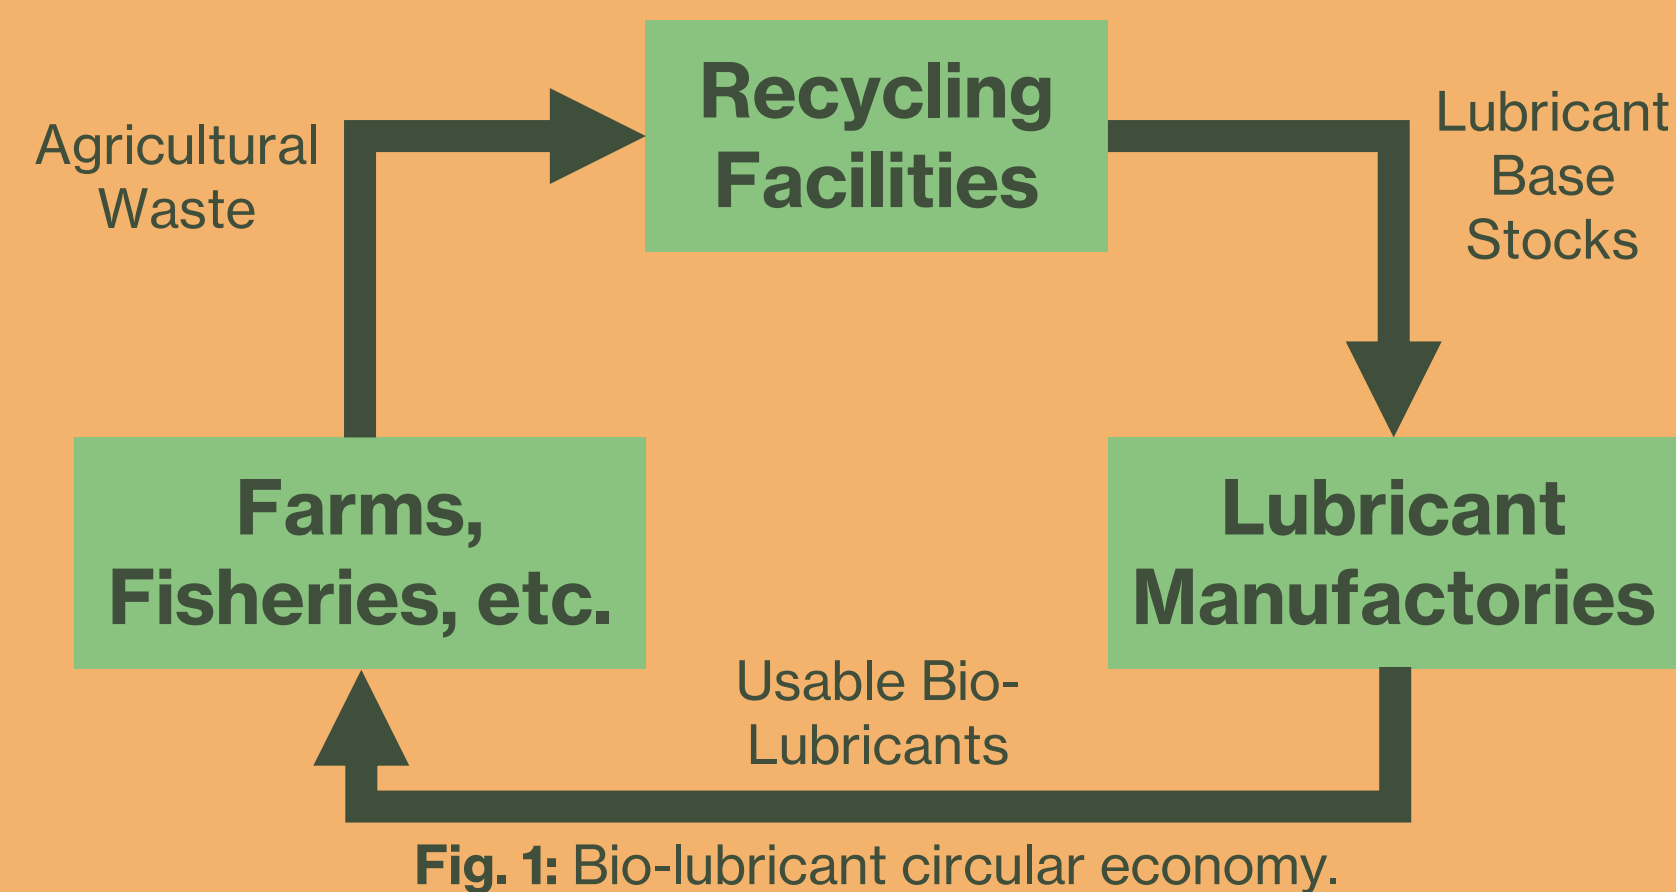 Recycling
Facilities
Agricultural
Waste
Lubricant
Base
Stocks
Farms,
Fisheries, etc.
Lubricant
Manufactories
Usable Bio-
Lubricants
Fig. 1: Bio-lubricant circular economy.